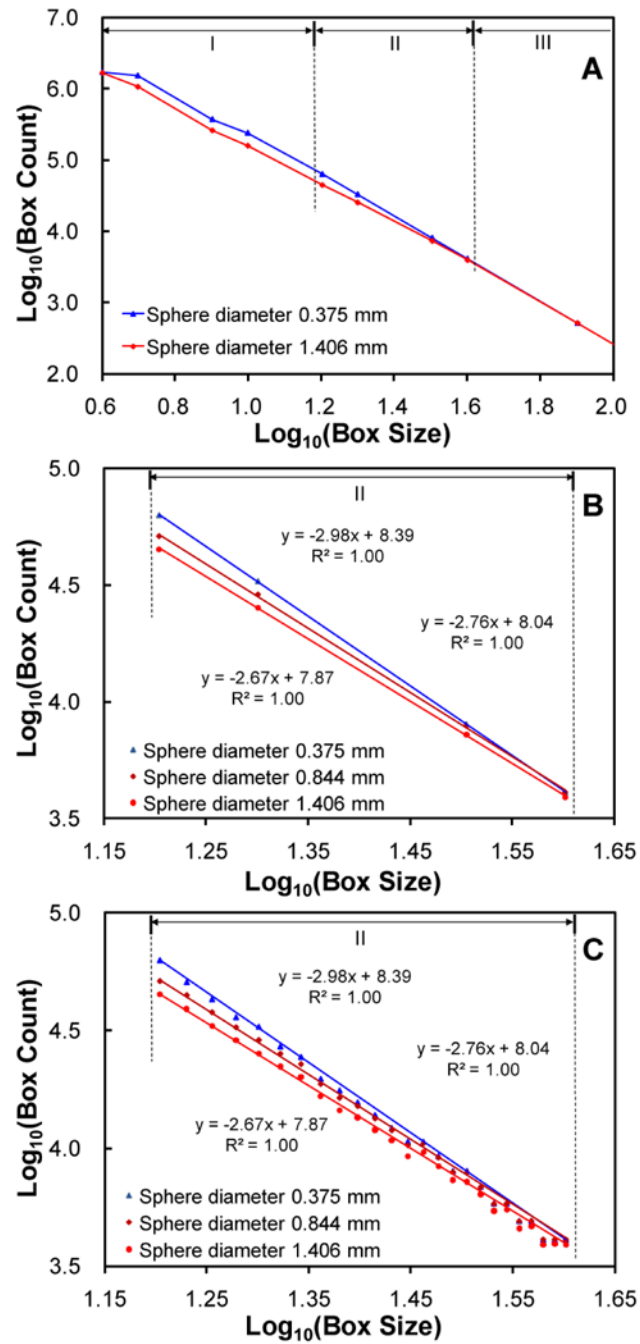 A
I
II
III
7.0
6.0
5.0
4.0
3.0
2.0
Log10(Box Count)
Sphere diameter 0.375 mm
Sphere diameter 1.406 mm
0.6 0.8 1.0 1.2 1.4 1.6 1.8 2.0
Log10(Box Size)
B
II
5.0
4.5
4.0
3.5
Log10(Box Count)
y = -2.98x + 8.39
R² = 1.00
y = -2.76x + 8.04
R² = 1.00
y = -2.67x + 7.87
R² = 1.00
Sphere diameter 0.375 mm
Sphere diameter 0.844 mm
Sphere diameter 1.406 mm
1.15 1.25 1.35 1.45 1.55 1.65
Log10(Box Size)
C
II
5.0
4.5
4.0
3.5
Log10(Box Count)
y = -2.98x + 8.39
R² = 1.00
y = -2.76x + 8.04
R² = 1.00
y = -2.67x + 7.87
R² = 1.00
Sphere diameter 0.375 mm
Sphere diameter 0.844 mm
Sphere diameter 1.406 mm
1.15 1.25 1.35 1.45 1.55 1.65
Log10(Box Size)